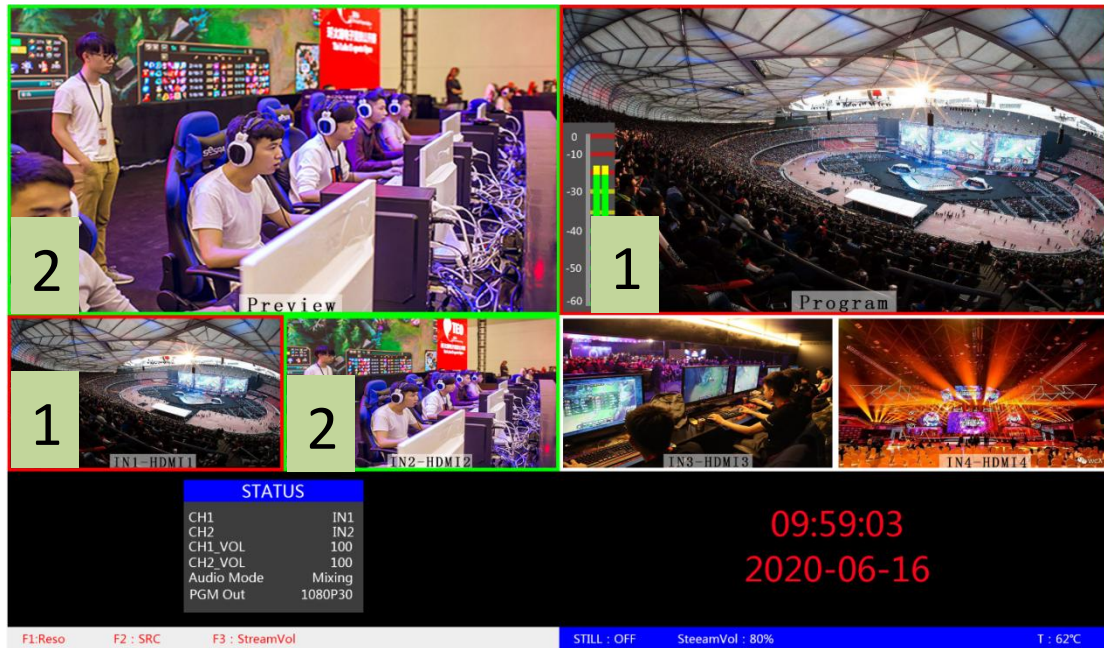 2
Preview
0
-10
-30
-40
-50
-60
1
Program
1
IN1-HDMI1
2
IN2-HDMI2
IN3-HDMI3
IN4-HDMI4
STATUS
CH1 IN1
CH2 IN2
CH1_VOL 100
CH2_VOL 100
Audio Mode Mixing
PGM Out 1080P30
09:59:03
2020-06-16
F1:Reso F2 : SRC F3 : StreamVol
STILL : OFF SteeamVol : 80% T : 62℃